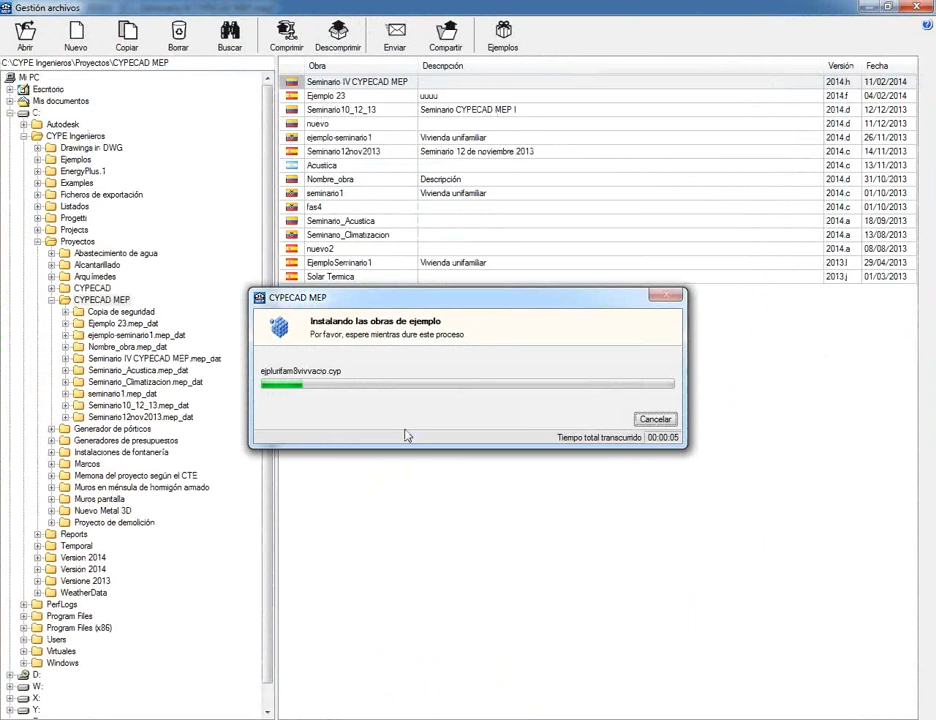 Gestión archivos
Abrir
Nuevo
Copiar
Borrar
Buscar
Comprimir
Descomprimir
Enviar
Compartir
Ejemplos
C:\CYPE Ingenieros\Proyectos\CYPECAD MEP
Mi PC
Escritorio
Mis documentos
C:
Autodesk
CYPE Ingenieros
Drawings in DWG
Ejemplos
EnergyPlus.1
Examples
Ficheros de exportación
Listados
Progetti
Projects
Proyectos
Abastecimiento de agua
Alcantarillado
Arquímedes
CYPECAD
CYPECAD MEP
Copia de seguridad
Ejemplo 23.mep_dat
ejemplo-seminario1.mep_dat
Nombre_obra.mep_dat
Seminario IV CYPECAD MEP.mep_dat
Seminario_Acustica.mep_dat
Seminario_Climatizacion.mep_dat
seminario1.mep_dat
Seminario10_12_13.mep_dat
Seminario12nov2013.mep_dat
Generador de pórticos
Generadores de presupuestos
Instalaciones de fontanería
Marcos
Memoria del proyecto según el CTE
Muros en ménsula de hormigón armado
Muros pantalla
Nuevo Metal 3D
Proyecto de demolición
Reports
Temporal
Version 2014
Versión 2014
Versione 2013
WeatherData
PerfLogs
Program Files
Program Files (x86)
Users
Virtuales
Windows
D:
W:
X:
Y:
Obra Descripción Versión Fecha
Seminario IV CYPECAD MEP 2014.h 11/02/2014
Ejemplo 23 uuuu 2014.f 04/02/2014
Seminario10_12_13 Seminario CYPECAD MEP I 2014.d 12/12/2013
nuevo 2014.d 11/12/2013
ejemplo-seminario1 Vivienda unifamiliar 2014.d 26/11/2013
Seminario12nov2013 Seminario 12 de noviembre 2013 2014.c 14/11/2013
Acustica 2014.c 13/11/2013
Nombre_obra Descripción 2014.d 31/10/2013
seminario1 Vivienda unifamiliar 2014.c 01/10/2013
fas4 2014.c 01/10/2013
Seminario_Acustica 2014.a 18/09/2013
Seminario_Climatizacion 2014.a 13/08/2013
nuevo2 2014.a 08/08/2013
EjemploSeminario1 Vivienda unifamiliar 2013.l 29/04/2013
Solar Termica 2013.j 01/03/2013
CYPECAD MEP
Instalando las obras de ejemplo
Por favor, espere mientras dure este proceso
ejplurifam8vivvacio.cyp
Cancelar
Tiempo total transcurrido 00:00:05